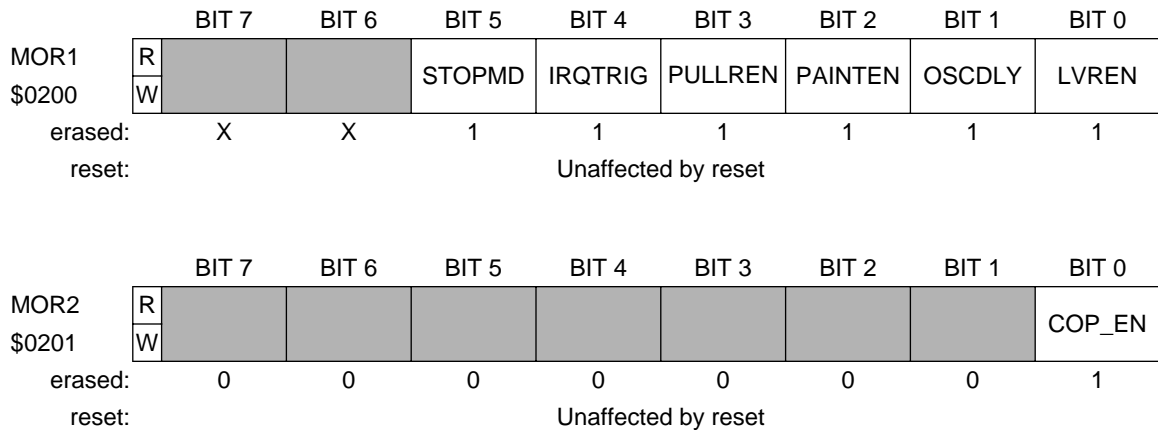 BIT 7 BIT 6 BIT 5 BIT 4 BIT 3 BIT 2 BIT 1 BIT 0
MOR1 R
STOPMD IRQTRIG PULLREN PAINTEN OSCDLY LVREN
$0200 W
erased: X X 1 1 1 1 1 1
reset: Unaffected by reset
BIT 7 BIT 6 BIT 5 BIT 4 BIT 3 BIT 2 BIT 1 BIT 0
MOR2 R
COP_EN
$0201 W
erased: 0 0 0 0 0 0 0 1
reset: Unaffected by reset